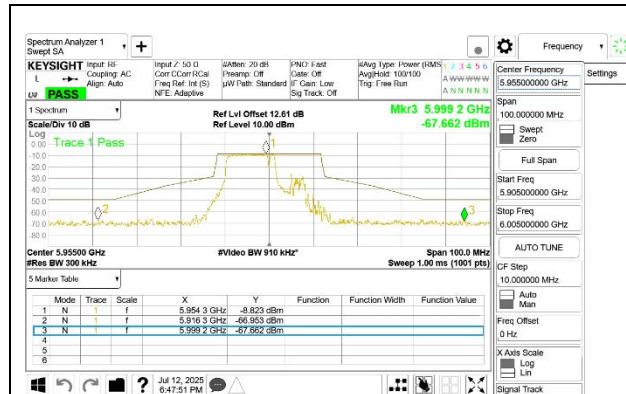 Spectrum Analyzer 1
Swept SA
Frequency
KEYSIGHT Input: RF Input Z: 50 Ω #Atten: 20 dB PNO: Fast #Avg Type: Power (RMS) 1 2 3 4 5 6
L Coupling: AC Corr CCorr RCal Preamp: Off Gate: Off Avg|Hold: 100/100 A W W W W W
Align: Auto Freq Ref: Int (S) µW Path: Standard IF Gain: Low Trig: Free Run A N N N N N
PASS NFE: Adaptive Sig Track: Off
1 Spectrum Ref Lvl Offset 12.61 dB Mkr3 5.999 2 GHz
Scale/Div 10 dB Ref Level 10.00 dBm -67.662 dBm
Log
Trace 1 Pass
0.00
-10.0
-20.0
-30.0
-40.0
-50.0
-60.0
-70.0
-80.0
1
2
3
Center 5.95500 GHz #Video BW 910 kHz* Span 100.0 MHz
#Res BW 300 kHz Sweep 1.00 ms (1001 pts)
5 Marker Table
Mode Trace Scale X Y Function Function Width Function Value
1 N 1 f 5.954 3 GHz -8.823 dBm
2 N 1 f 5.916 3 GHz -66.953 dBm
3 N 1 f 5.999 2 GHz -67.662 dBm
4
5
6
Jul 12, 2025
6:47:51 PM
Center Frequency
5.955000000 GHz
Settings
Span
100.000000 MHz
Swept
Zero
Full Span
Start Freq
5.905000000 GHz
Stop Freq
6.005000000 GHz
AUTO TUNE
CF Step
10.000000 MHz
Auto
Man
Freq Offset
0 Hz
X Axis Scale
Log
Lin
Signal Track